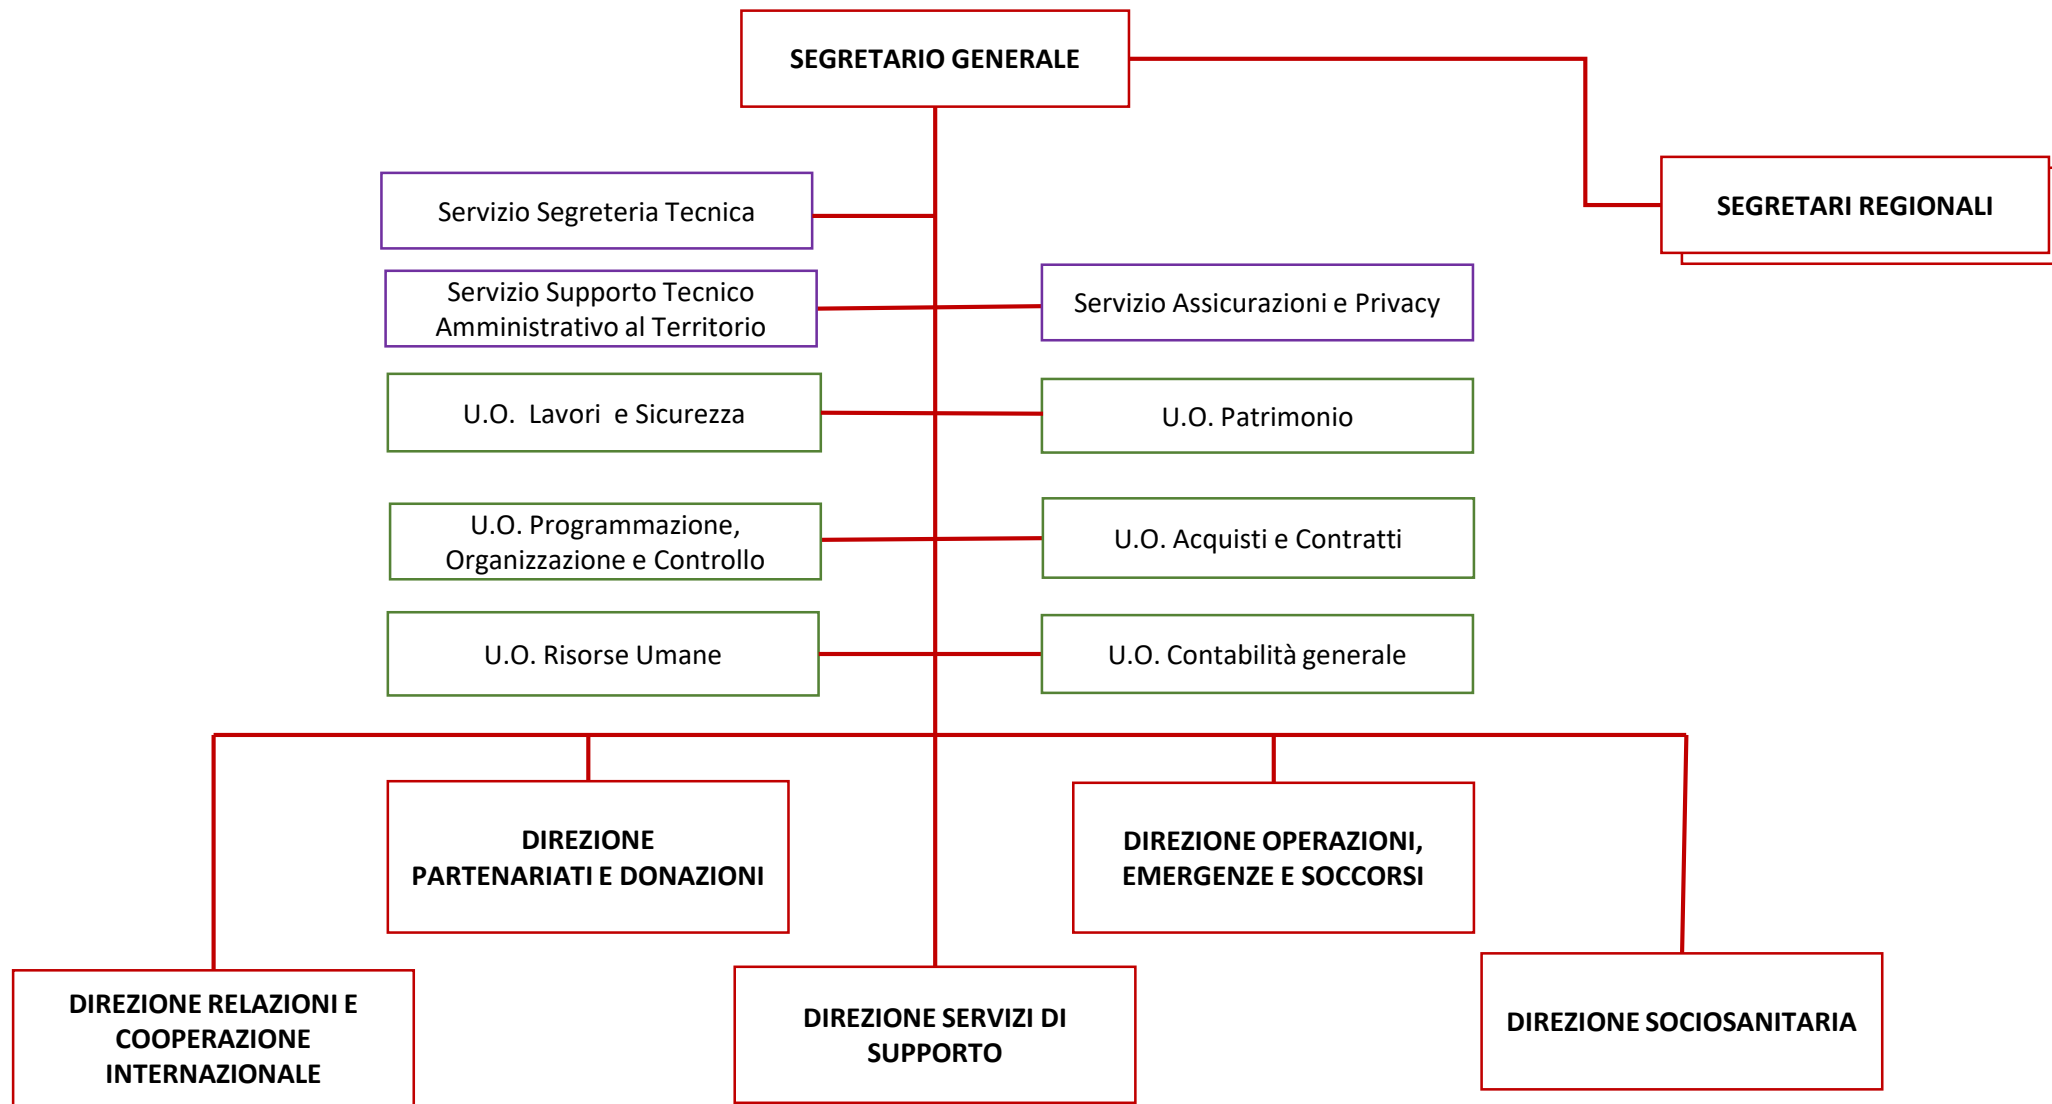 SEGRETARIO GENERALE
SEGRETARI REGIONALI
Servizio Segreteria Tecnica
Servizio Supporto Tecnico
Amministrativo al Territorio
Servizio Assicurazioni e Privacy
U.O. Lavori e Sicurezza
U.O. Patrimonio
U.O. Programmazione,
Organizzazione e Controllo
U.O. Acquisti e Contratti
U.O. Risorse Umane
U.O. Contabilità generale
DIREZIONE
PARTENARIATI E DONAZIONI
DIREZIONE OPERAZIONI,
EMERGENZE E SOCCORSI
DIREZIONE RELAZIONI E
COOPERAZIONE
INTERNAZIONALE
DIREZIONE SERVIZI DI
SUPPORTO
DIREZIONE SOCIOSANITARIA